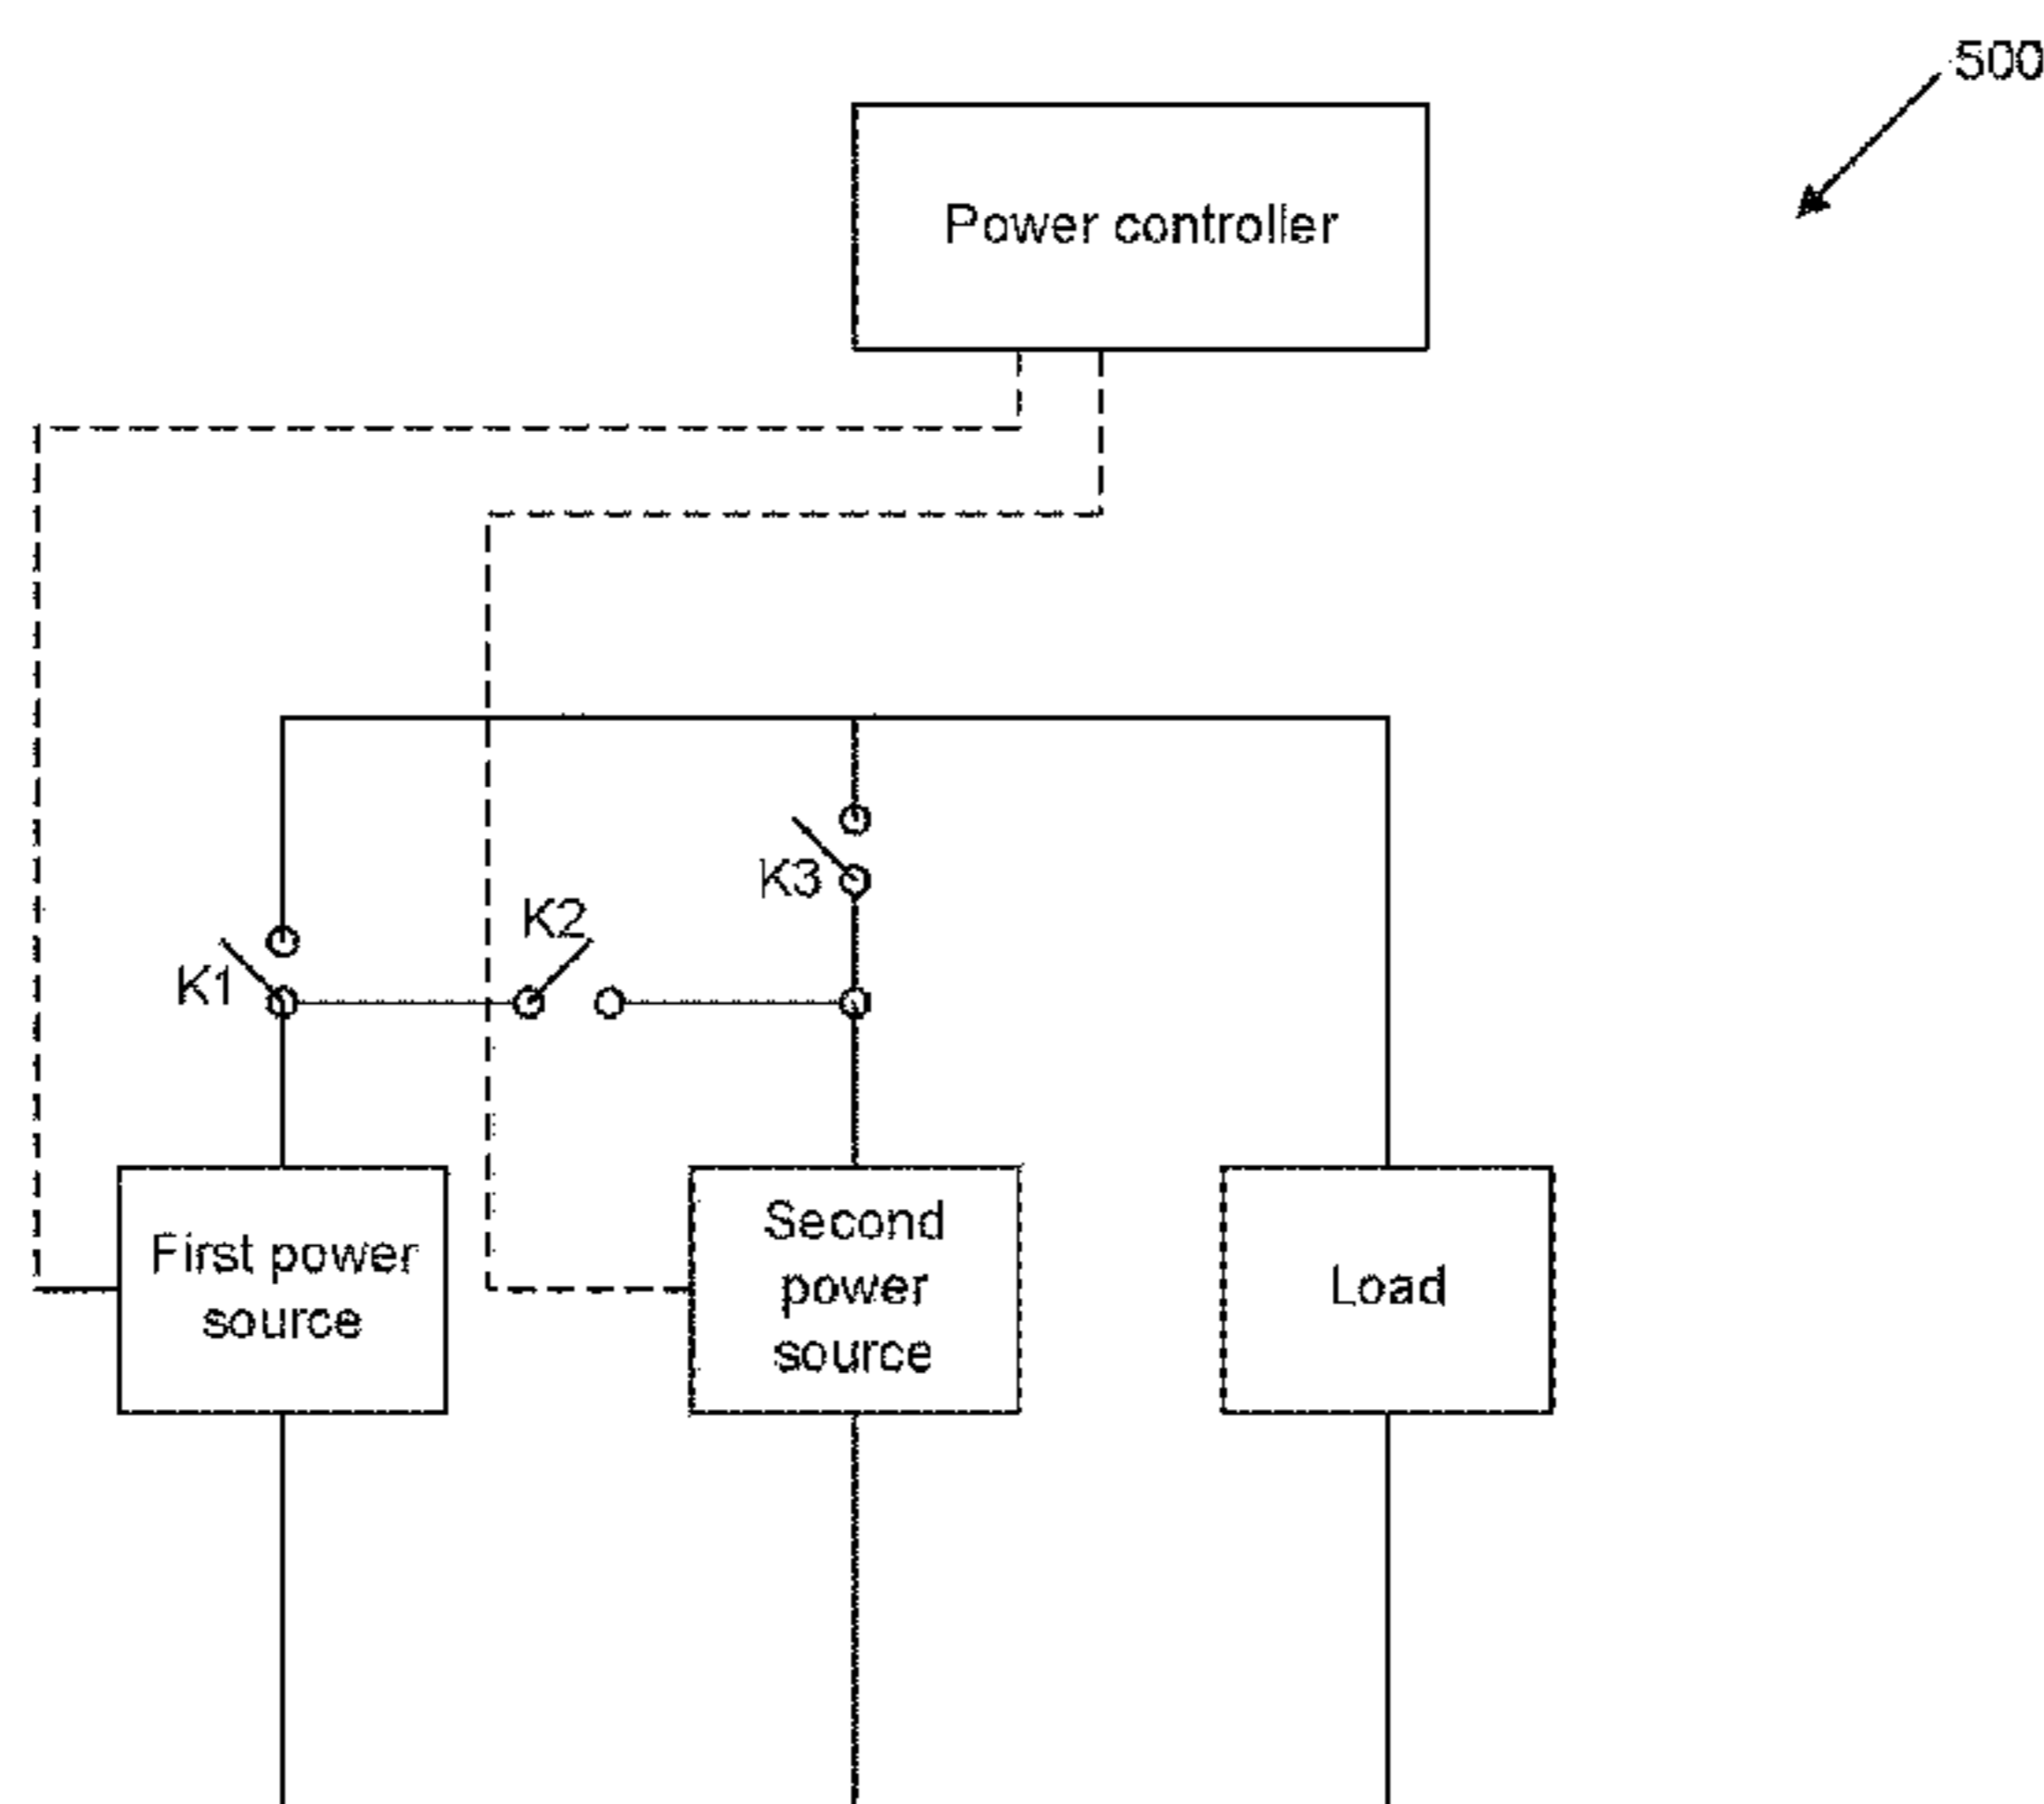 500
Power controller
K3
K2
K1
First power
source
Second
power
source
Load